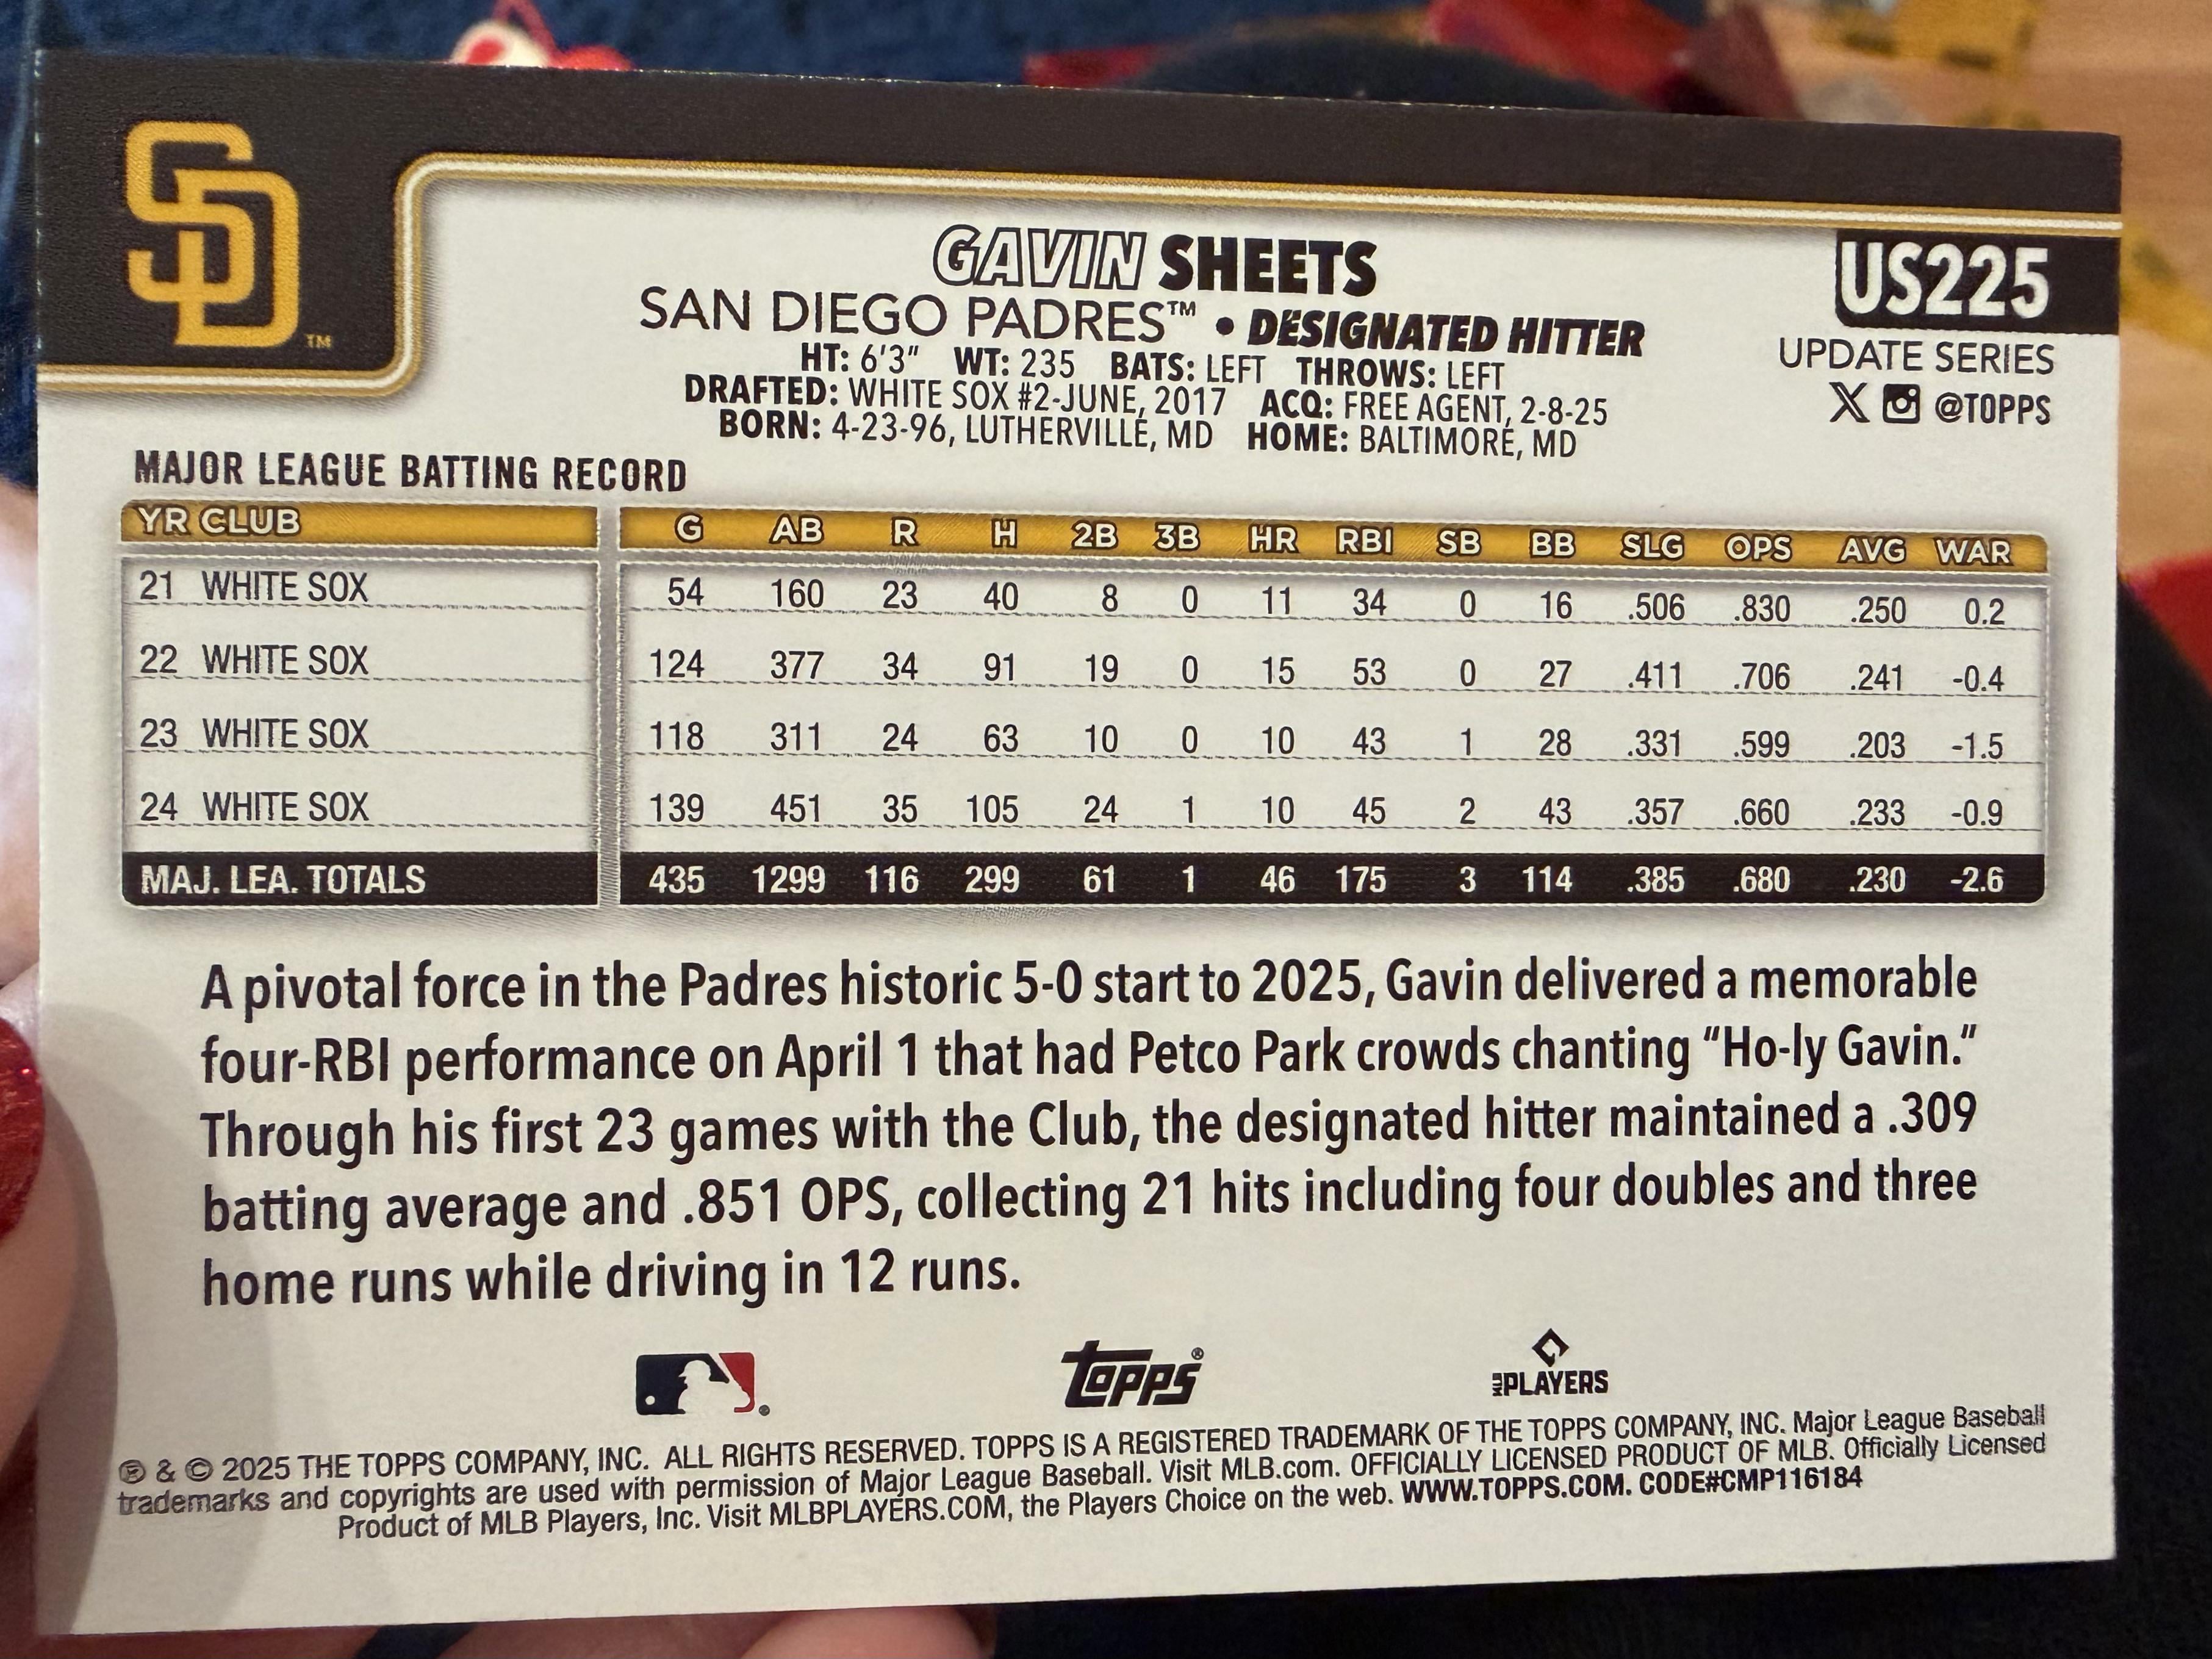 SD™
GAVIN SHEETS
US225
SAN DIEGO PADRES™ • DESIGNATED HITTER
UPDATE SERIES
HT: 6'3" WT: 235 BATS: LEFT THROWS: LEFT
X @TOPPS
DRAFTED: WHITE SOX #2-JUNE, 2017 ACQ: FREE AGENT, 2-8-25
BORN: 4-23-96, LUTHERVILLE, MD HOME: BALTIMORE, MD
MAJOR LEAGUE BATTING RECORD
YR CLUB G AB R H 2B 3B HR RBI SB BB SLG OPS AVG WAR
21 WHITE SOX 54 160 23 40 8 0 11 34 0 16 .506 .830 .250 0.2
22 WHITE SOX 124 377 34 91 19 0 15 53 0 27 .411 .706 .241 -0.4
23 WHITE SOX 118 311 24 63 10 0 10 43 1 28 .331 .599 .203 -1.5
24 WHITE SOX 139 451 35 105 24 1 10 45 2 43 .357 .660 .233 -0.9
MAJ. LEA. TOTALS 435 1299 116 299 61 1 46 175 3 114 .385 .680 .230 -2.6
A pivotal force in the Padres historic 5-0 start to 2025, Gavin delivered a memorable
four-RBI performance on April 1 that had Petco Park crowds chanting "Ho-ly Gavin."
Through his first 23 games with the Club, the designated hitter maintained a .309
batting average and .851 OPS, collecting 21 hits including four doubles and three
home runs while driving in 12 runs.
Topps® MLB PLAYERS
℗ & © 2025 THE TOPPS COMPANY, INC. ALL RIGHTS RESERVED. TOPPS IS A REGISTERED TRADEMARK OF THE TOPPS COMPANY, INC. Major League Baseball
trademarks and copyrights are used with permission of Major League Baseball. Visit MLB.com. OFFICIALLY LICENSED PRODUCT OF MLB. Officially Licensed
Product of MLB Players, Inc. Visit MLBPLAYERS.COM, the Players Choice on the web. WWW.TOPPS.COM. CODE#CMP116184